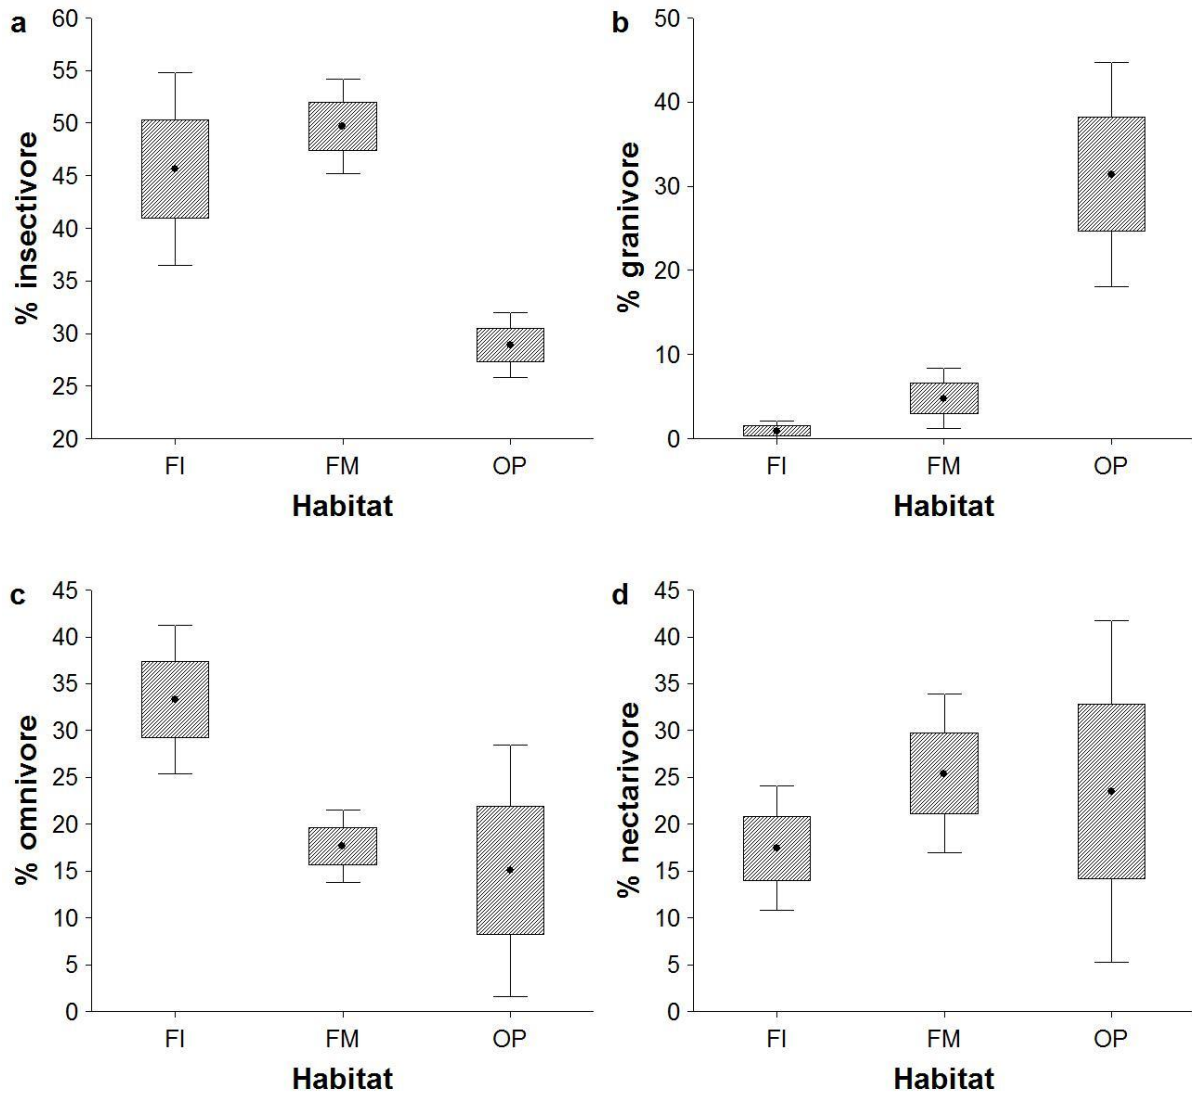 a
% insectivore
60
55
50
45
40
35
30
25
20
FI FM OP
Habitat
b
% granivore
50
40
30
20
10
0
FI FM OP
Habitat
c
% omnivore
45
40
35
30
25
20
15
10
5
0
FI FM OP
Habitat
d
% nectarivore
45
40
35
30
25
20
15
10
5
0
FI FM OP
Habitat